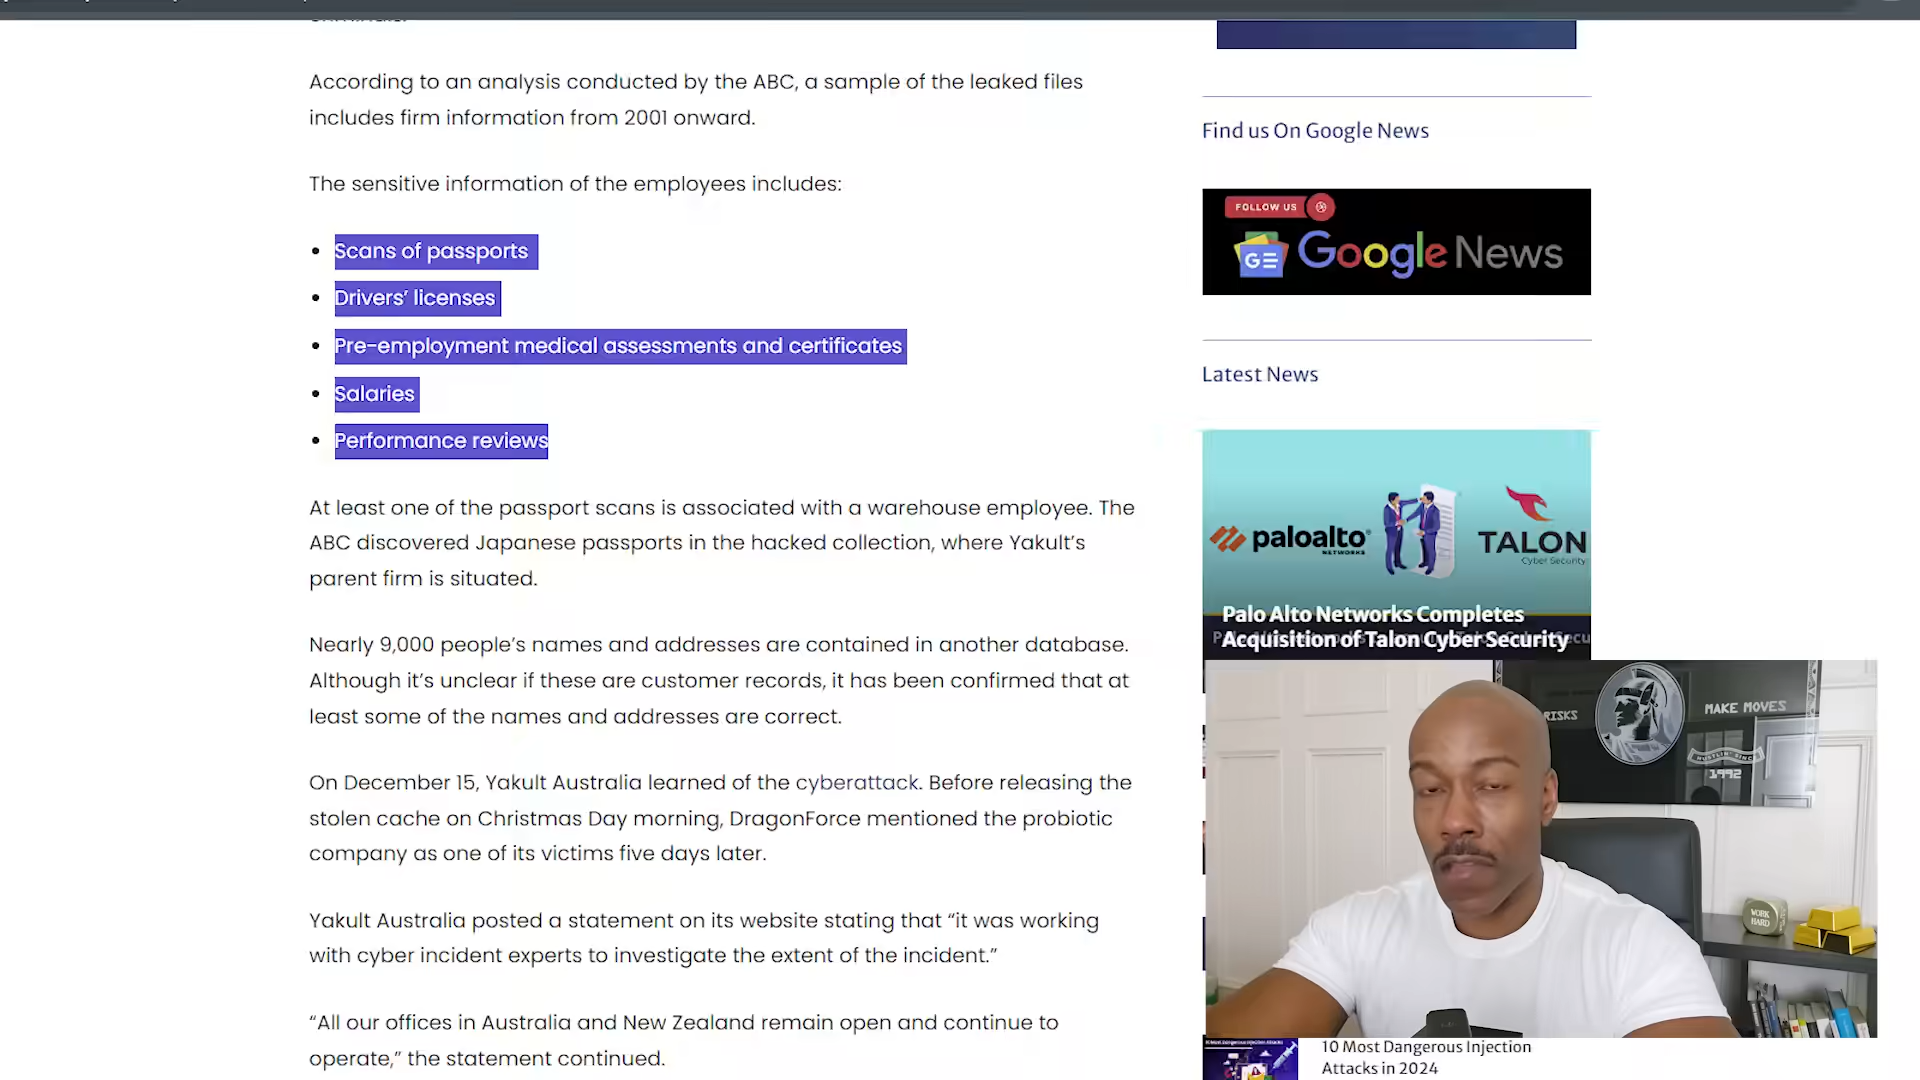 According to an analysis conducted by the ABC, a sample of the leaked files
includes firm information from 2001 onward.
The sensitive information of the employees includes:
Scans of passports
Drivers’ licenses
Pre-employment medical assessments and certificates
Salaries
Performance reviews
At least one of the passport scans is associated with a warehouse employee. The
ABC discovered Japanese passports in the hacked collection, where Yakult’s
parent firm is situated.
Nearly 9,000 people’s names and addresses are contained in another database.
Although it’s unclear if these are customer records, it has been confirmed that at
least some of the names and addresses are correct.
On December 15, Yakult Australia learned of the cyberattack. Before releasing the
stolen cache on Christmas Day morning, DragonForce mentioned the probiotic
company as one of its victims five days later.
Yakult Australia posted a statement on its website stating that “it was working
with cyber incident experts to investigate the extent of the incident.”
“All our offices in Australia and New Zealand remain open and continue to
operate,” the statement continued.
Find us On Google News
FOLLOW US
GE Google News
Latest News
paloalto
NETWORKS
TALON
Cyber Security
Palo Alto Networks Completes
Acquisition of Talon Cyber Security
RISKS
MAKE MOVES
HUSTLIN' SINCE
1992
WORK
HARD
10 Most Dangerous Injection
Attacks in 2024